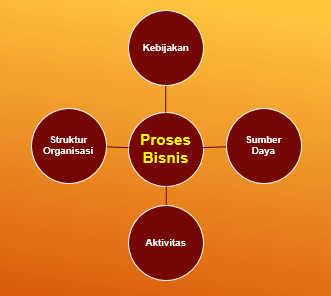 Kebijakan
Struktur
Organisasi
Proses
Bisnis
Sumber
Daya
Aktivitas